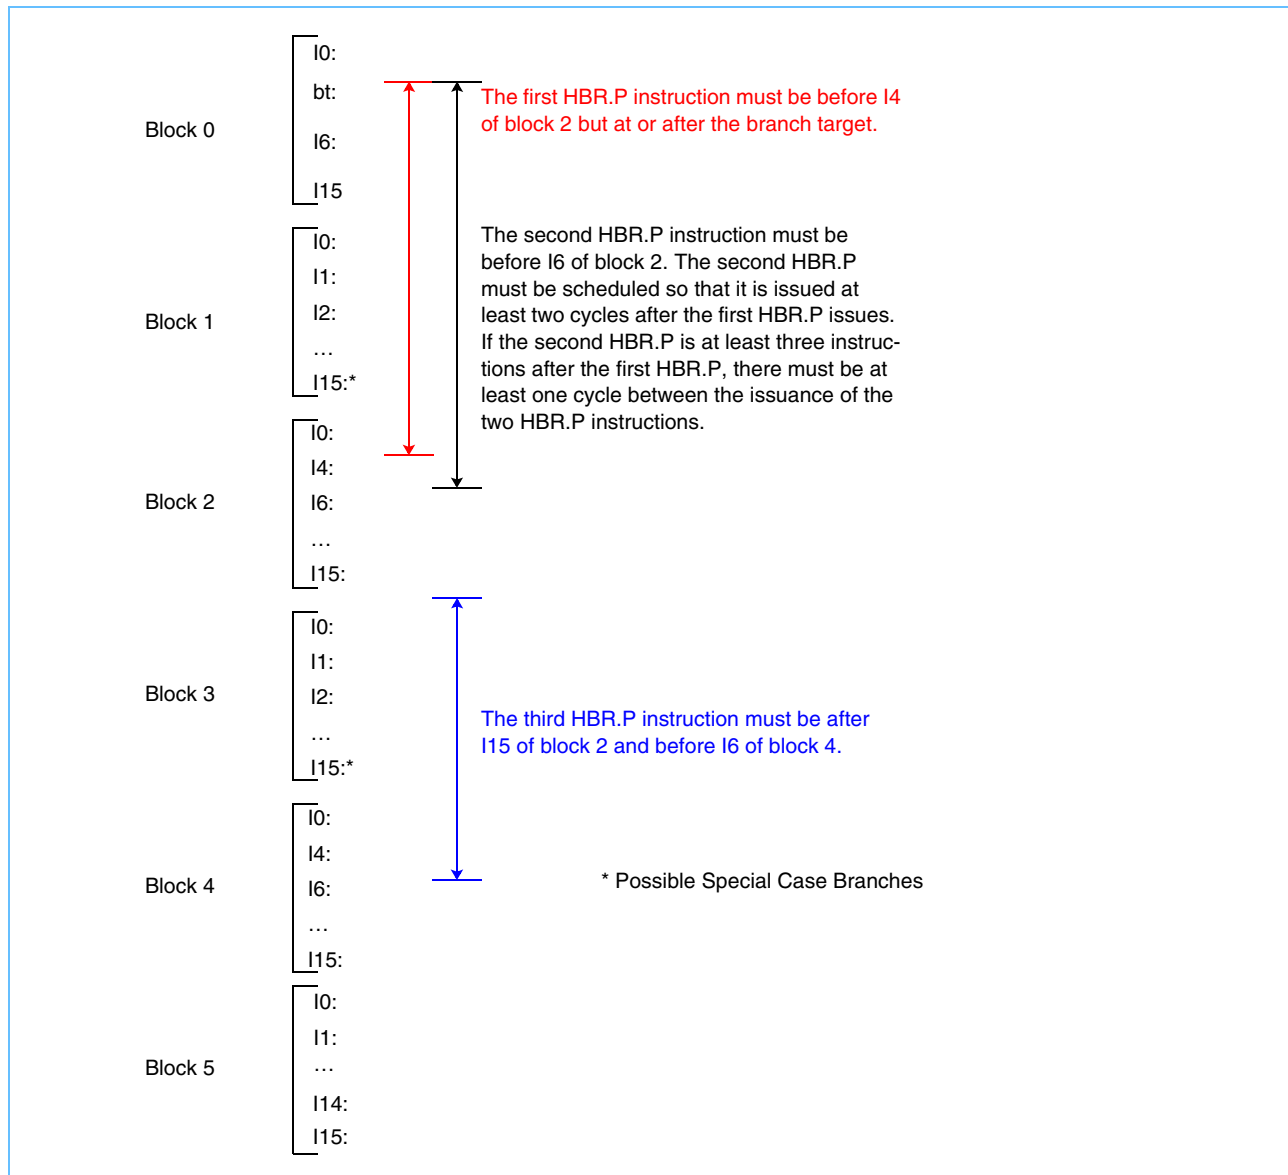 I0:
bt:
Block 0
I6:
I15
The first HBR.P instruction must be before I4
of block 2 but at or after the branch target.
I0:
I1:
Block 1
I2:
…
I15:*
The second HBR.P instruction must be
before I6 of block 2. The second HBR.P
must be scheduled so that it is issued at
least two cycles after the first HBR.P issues.
If the second HBR.P is at least three instruc-
tions after the first HBR.P, there must be at
least one cycle between the issuance of the
two HBR.P instructions.
I0:
I4:
Block 2
I6:
…
I15:
I0:
I1:
Block 3
I2:
…
I15:*
The third HBR.P instruction must be after
I15 of block 2 and before I6 of block 4.
I0:
I4:
Block 4
I6:
…
I15:
* Possible Special Case Branches
I0:
I1:
Block 5
…
I14:
I15: